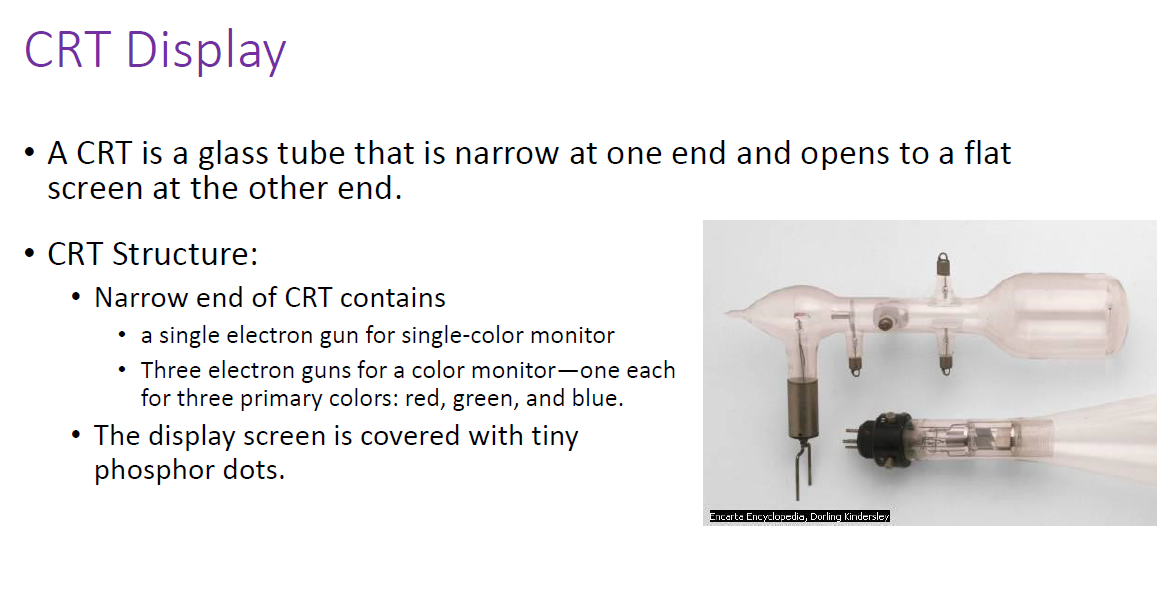 CRT Display
• A CRT is a glass tube that is narrow at one end and opens to a flat
screen at the other end.
• CRT Structure:
• Narrow end of CRT contains
• a single electron gun for single-color monitor
• Three electron guns for a color monitor—one each
for three primary colors: red, green, and blue.
• The display screen is covered with tiny
phosphor dots.
Encarta Encyclopedia, Dorling Kindersley